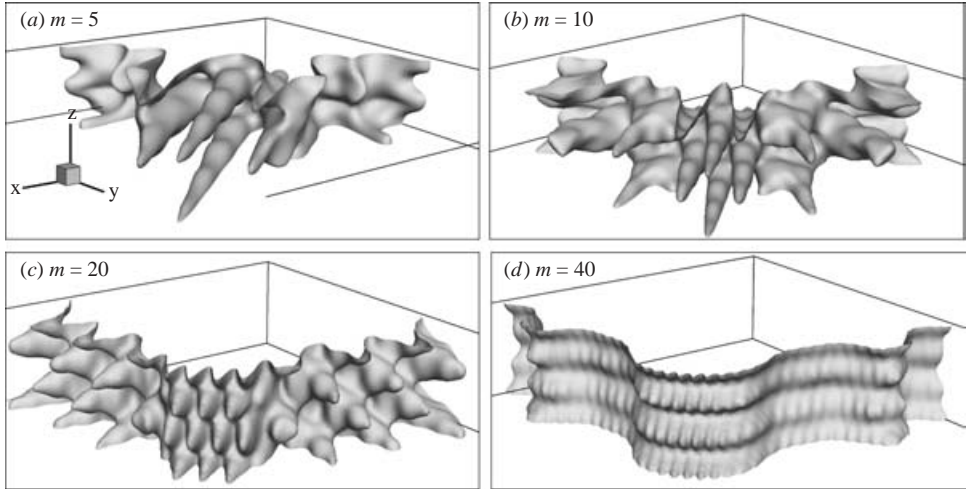 (a) m = 5
(b) m = 10
z
x
y
(c) m = 20
(d) m = 40